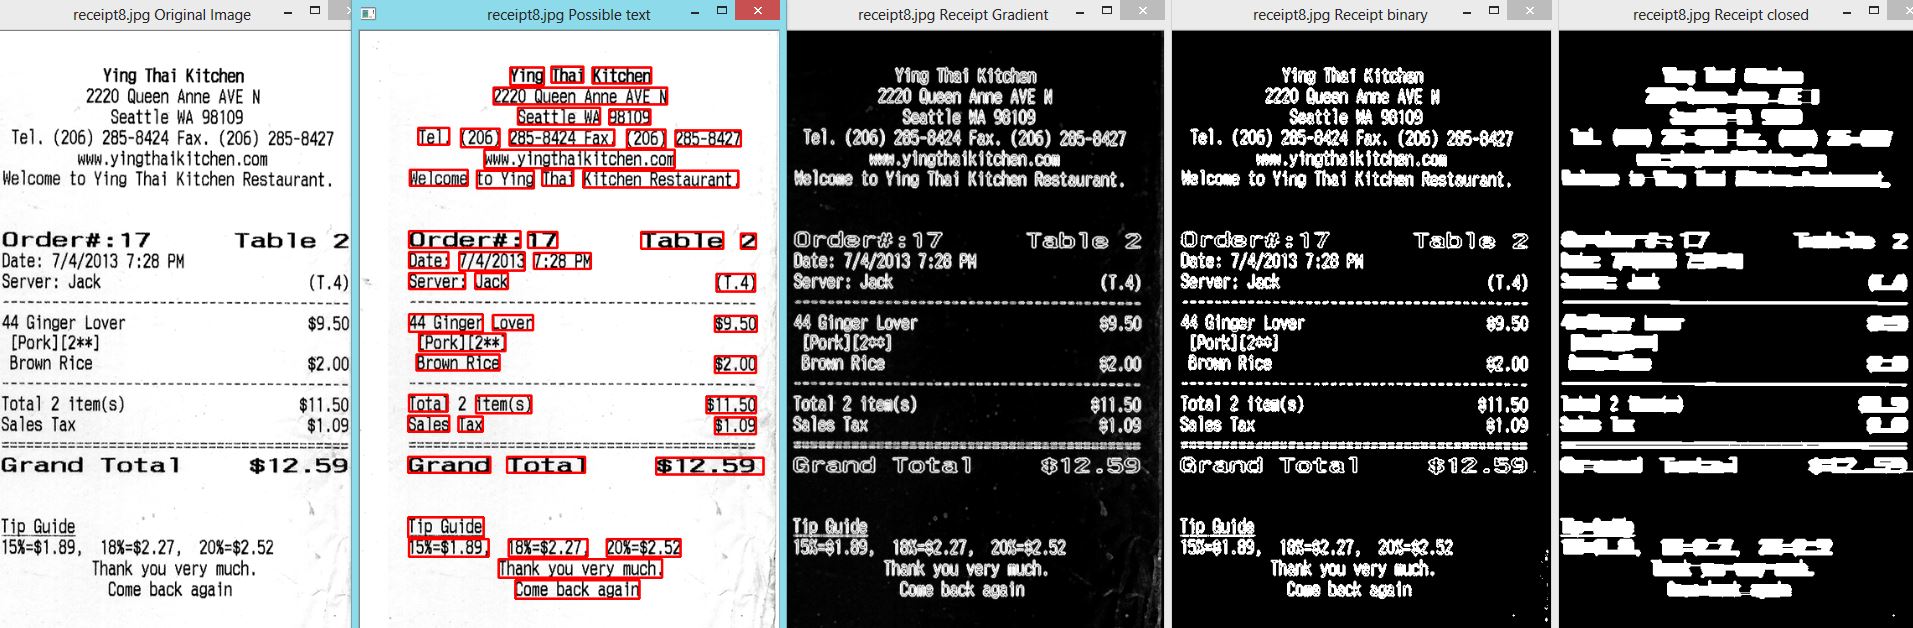 receipt8.jpg Original Image
Ying Thai Kitchen
2220 Queen Anne AVE N
Seattle WA 98109
Tel. (206) 285-8424 Fax. (206) 285-8427
www.yingthaikitchen.com
Welcome to Ying Thai Kitchen Restaurant.
Order#:17 Table 2
Date: 7/4/2013 7:28 PM
Server: Jack (T.4)
44 Ginger Lover $9.50
[Pork][2**]
Brown Rice $2.00
Total 2 item(s) $11.50
Sales Tax $1.09
Grand Total $12.59
Tip Guide
15%=$1.89, 18%=$2.27, 20%=$2.52
Thank you very much.
Come back again
receipt8.jpg Possible text
Ying Thai Kitchen
2220 Queen Anne AVE N
Seattle WA 98109
Tel. (206) 285-8424 Fax. (206) 285-8427
www.yingthaikitchen.com
Welcome to Ying Thai Kitchen Restaurant.
Order#:17 Table 2
Date: 7/4/2013 7:28 PM
Server: Jack (T.4)
44 Ginger Lover $9.50
[Pork][2**]
Brown Rice $2.00
Total 2 item(s) $11.50
Sales Tax $1.09
Grand Total $12.59
Tip Guide
15%=$1.89, 18%=$2.27, 20%=$2.52
Thank you very much.
Come back again
receipt8.jpg Receipt Gradient
Ying Thai Kitchen
2220 Queen Anne AVE N
Seattle WA 98109
Tel. (206) 285-8424 Fax. (206) 285-8427
www.yingthaikitchen.com
Welcome to Ying Thai Kitchen Restaurant.
Order#:17 Table 2
Date: 7/4/2013 7:28 PM
Server: Jack (T.4)
44 Ginger Lover $9.50
[Pork][2**]
Brown Rice $2.00
Total 2 item(s) $11.50
Sales Tax $1.09
Grand Total $12.59
Tip Guide
15%=$1.89, 18%=$2.27, 20%=$2.52
Thank you very much.
Come back again
receipt8.jpg Receipt binary
Ying Thai Kitchen
2220 Queen Anne AVE N
Seattle WA 98109
Tel. (206) 285-8424 Fax. (206) 285-8427
www.yingthaikitchen.com
Welcome to Ying Thai Kitchen Restaurant.
Order#:17 Table 2
Date: 7/4/2013 7:28 PM
Server: Jack (T.4)
44 Ginger Lover $9.50
[Pork][2**]
Brown Rice $2.00
Total 2 item(s) $11.50
Sales Tax $1.09
Grand Total $12.59
Tip Guide
15%=$1.89, 18%=$2.27, 20%=$2.52
Thank you very much.
Come back again
receipt8.jpg Receipt closed